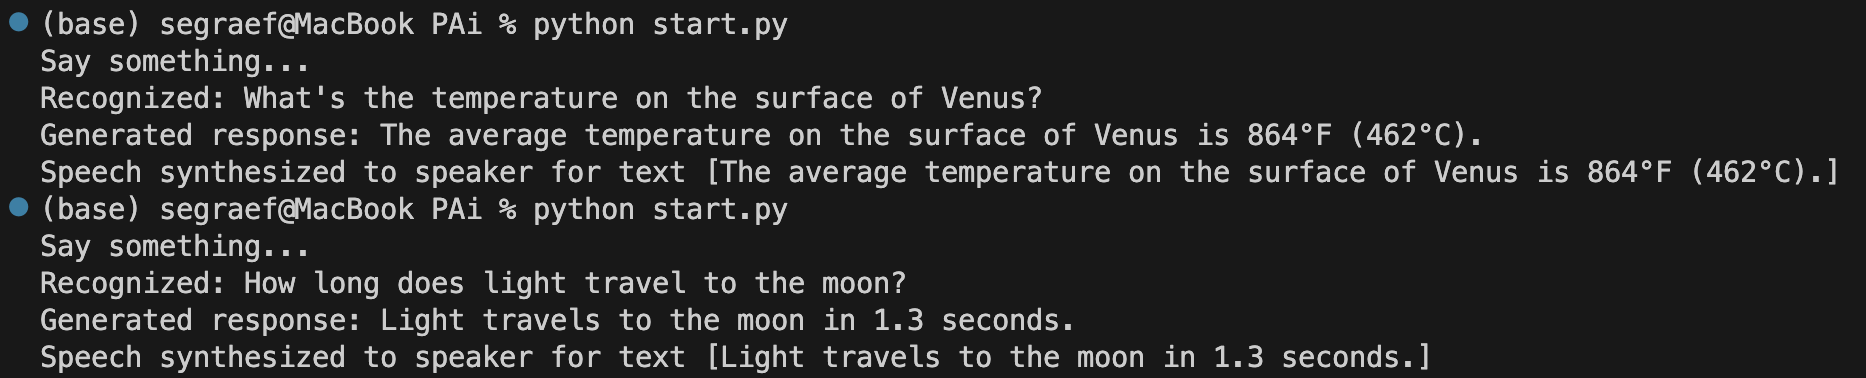 (base) segraef@MacBook PAi % python start.py
Say something...
Recognized: What's the temperature on the surface of Venus?
Generated response: The average temperature on the surface of Venus is 864°F (462°C).
Speech synthesized to speaker for text [The average temperature on the surface of Venus is 864°F (462°C).]
(base) segraef@MacBook PAi % python start.py
Say something...
Recognized: How long does light travel to the moon?
Generated response: Light travels to the moon in 1.3 seconds.
Speech synthesized to speaker for text [Light travels to the moon in 1.3 seconds.]